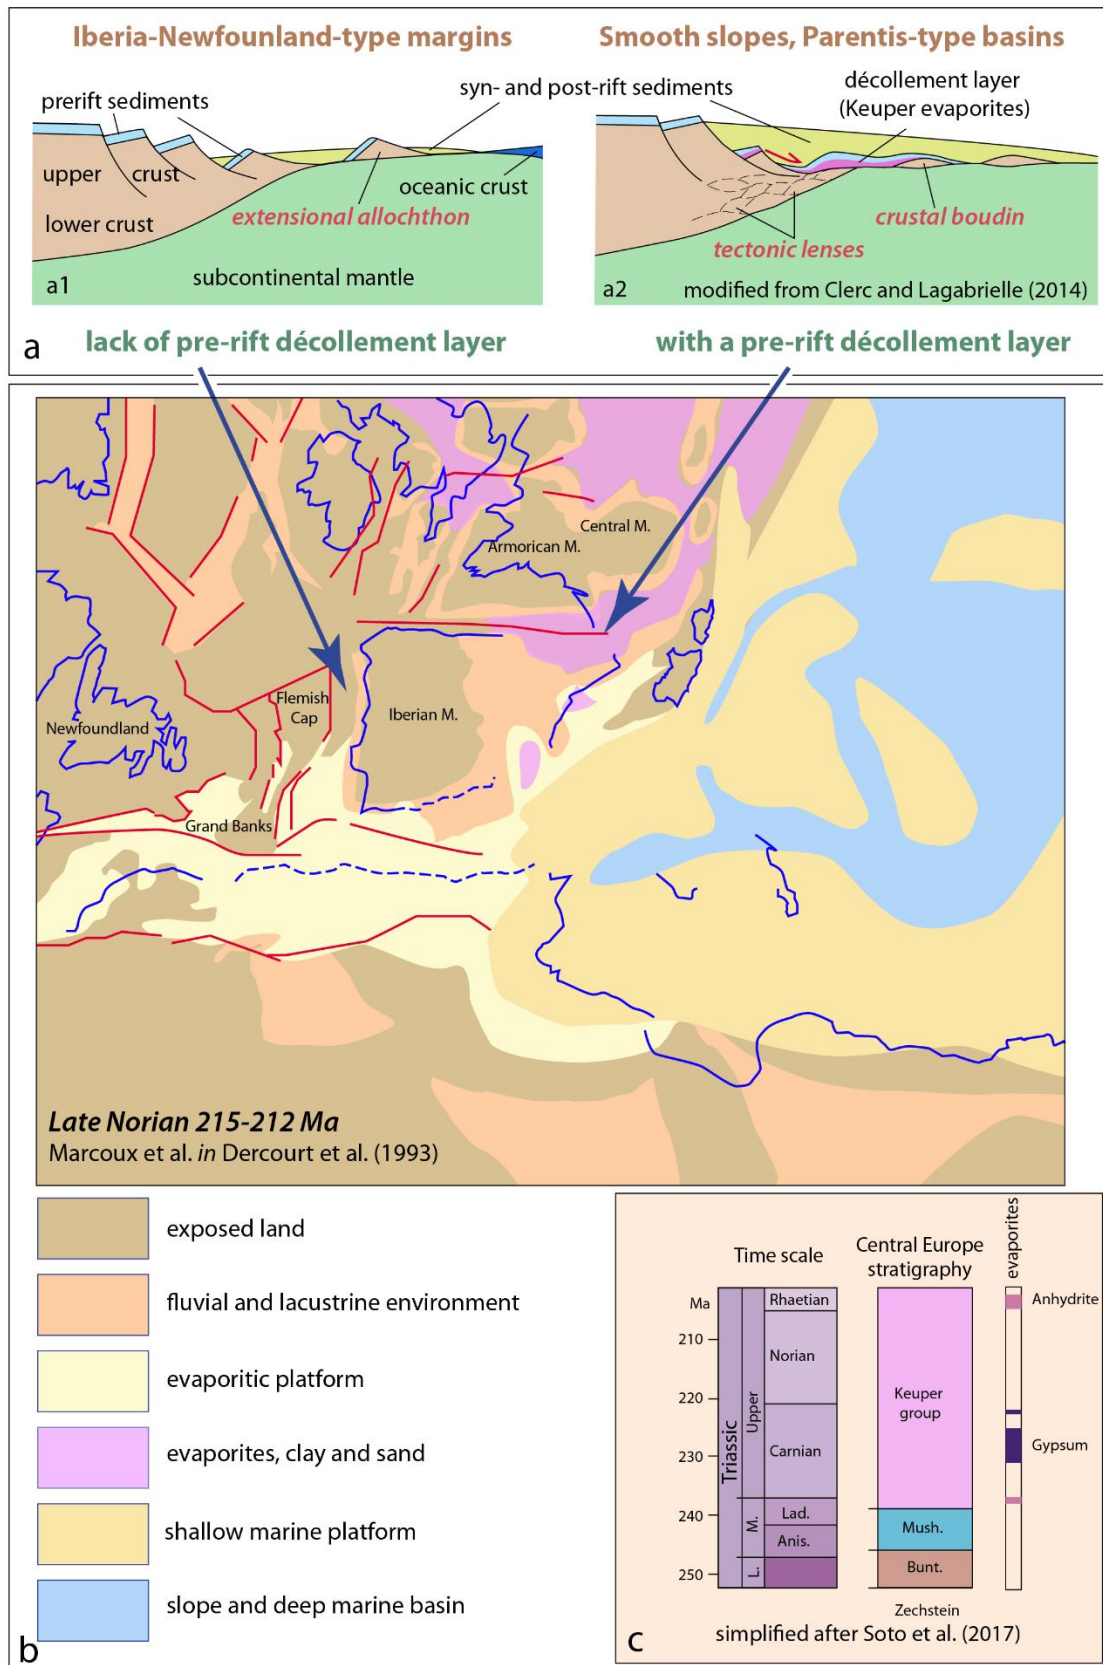 Iberia-Newfounland-type margins
Smooth slopes, Parentis-type basins
prerift sediments
syn- and post-rift sediments
décollement layer
(Keuper evaporites)
upper crust
lower crust
extensional allochthon
oceanic crust
subcontinental mantle
a1
tectonic lenses
crustal boudin
a2
modified from Clerc and Lagabrielle (2014)
a
lack of pre-rift décollement layer
with a pre-rift décollement layer
Central M.
Armorican M.
Flemish
Cap
Iberian M.
Newfoundland
Grand Banks
Late Norian 215-212 Ma
Marcoux et al. in Dercourt et al. (1993)
exposed land
fluvial and lacustrine environment
evaporitic platform
evaporites, clay and sand
shallow marine platform
slope and deep marine basin
b
Time scale
Central Europe
stratigraphy
evaporites
Ma
210
220
230
240
250
Triassic
Upper
M.
L.
Rhaetian
Norian
Carnian
Lad.
Anis.
Keuper
group
Mush.
Bunt.
Zechstein
Anhydrite
Gypsum
c
simplified after Soto et al. (2017)